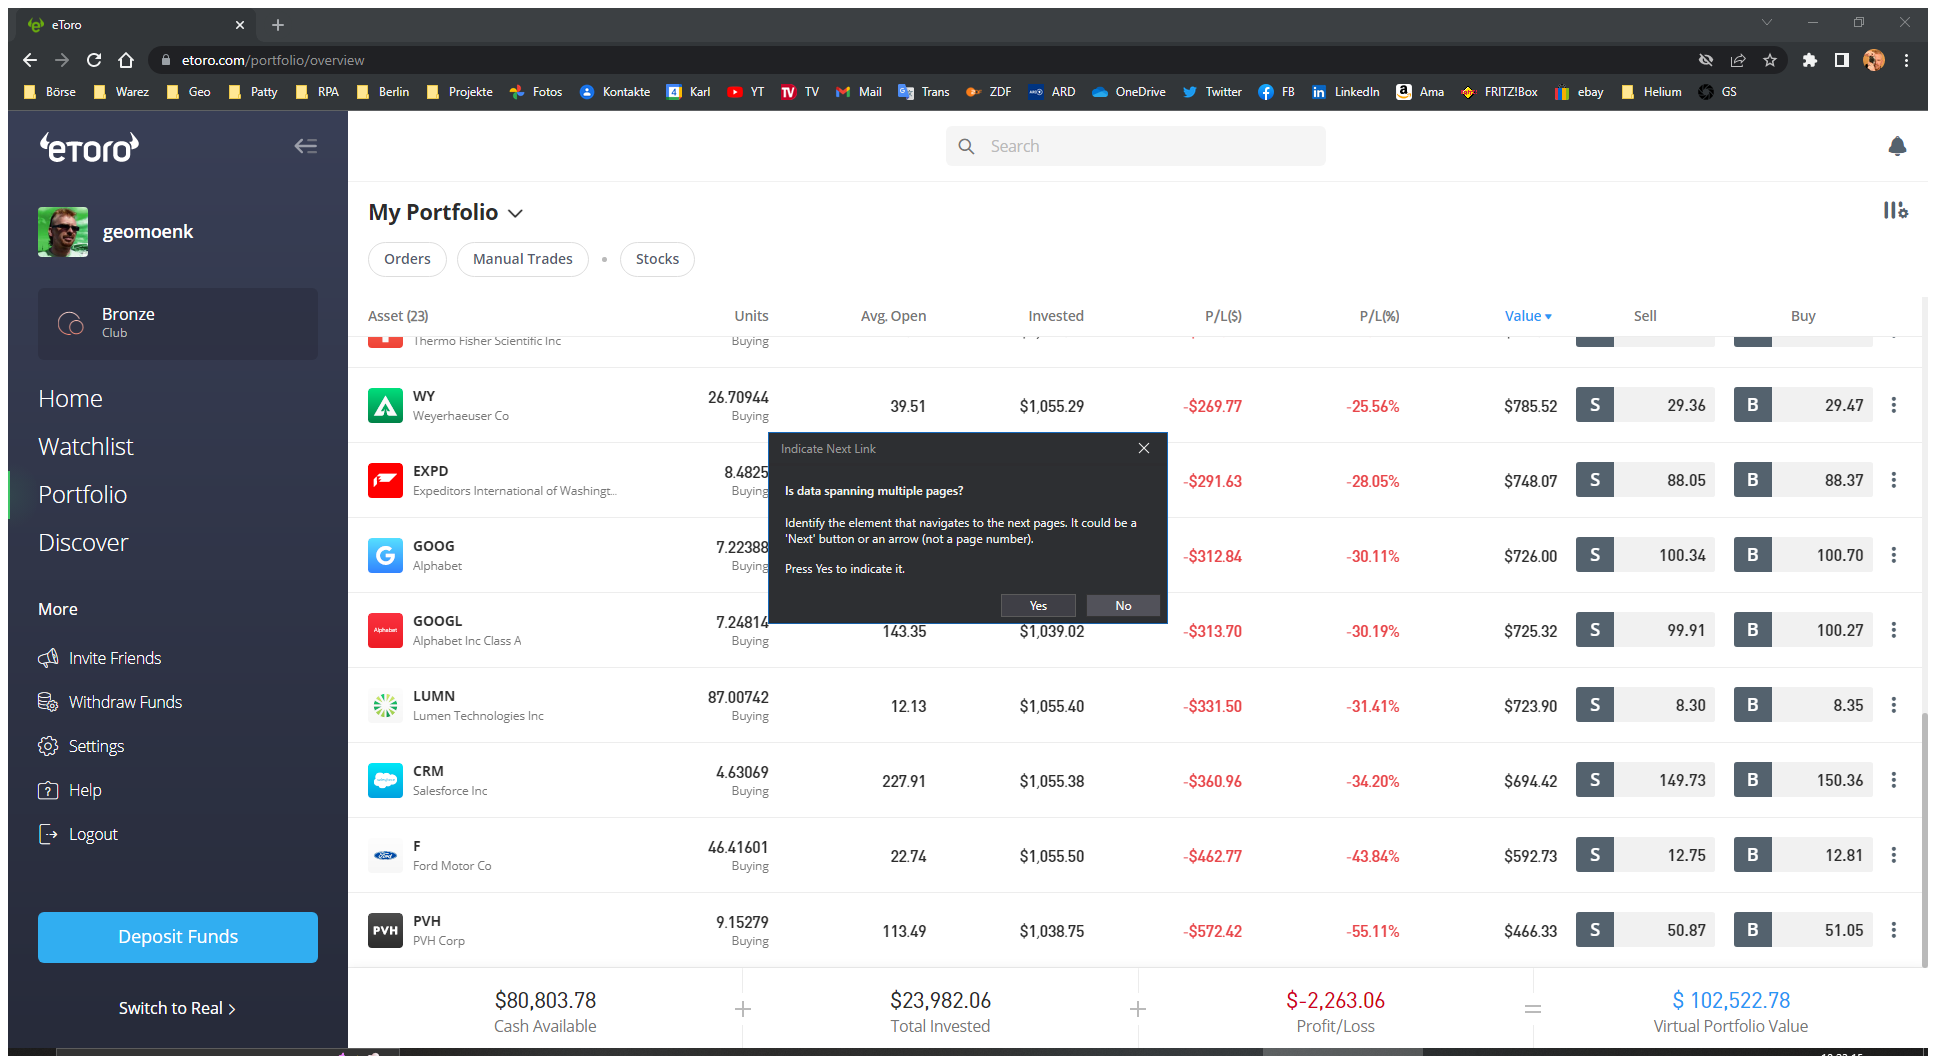 eToro
etoro.com/portfolio/overview
Börse Warez Geo Patty RPA Berlin Projekte Fotos Kontakte Karl YT TV Mail Trans ZDF ARD OneDrive Twitter FB LinkedIn Ama FRITZ!Box ebay Helium GS
eToro
Search
geomoenk
Bronze
Club
Home
Watchlist
Portfolio
Discover
More
Invite Friends
Withdraw Funds
Settings
Help
Logout
Deposit Funds
Switch to Real >
My Portfolio
Orders Manual Trades • Stocks
Asset (23) Units Avg. Open Invested P/L($) P/L(%) Value Sell Buy
Thermo Fisher Scientific Inc Buying
WY 26.70944 39.51 $1,055.29 -$269.77 -25.56% $785.52 S 29.36 B 29.47
Weyerhaeuser Co Buying
EXPD 8.4825 -$291.63 -28.05% $748.07 S 88.05 B 88.37
Expeditors International of Washingt... Buying
GOOG 7.22388 -$312.84 -30.11% $726.00 S 100.34 B 100.70
Alphabet Buying
Alphabet GOOGL 7.24814 143.35 $1,039.02 -$313.70 -30.19% $725.32 S 99.91 B 100.27
Alphabet Inc Class A Buying
LUMN 87.00742 12.13 $1,055.40 -$331.50 -31.41% $723.90 S 8.30 B 8.35
Lumen Technologies Inc Buying
CRM 4.63069 227.91 $1,055.38 -$360.96 -34.20% $694.42 S 149.73 B 150.36
Salesforce Inc Buying
F 46.41601 22.74 $1,055.50 -$462.77 -43.84% $592.73 S 12.75 B 12.81
Ford Motor Co Buying
PVH PVH 9.15279 113.49 $1,038.75 -$572.42 -55.11% $466.33 S 50.87 B 51.05
PVH Corp Buying
Indicate Next Link
Is data spanning multiple pages?
Identify the element that navigates to the next pages. It could be a
'Next' button or an arrow (not a page number).
Press Yes to indicate it.
Yes No
$80,803.78 + $23,982.06 + $-2,263.06 = $ 102,522.78
Cash Available Total Invested Profit/Loss Virtual Portfolio Value